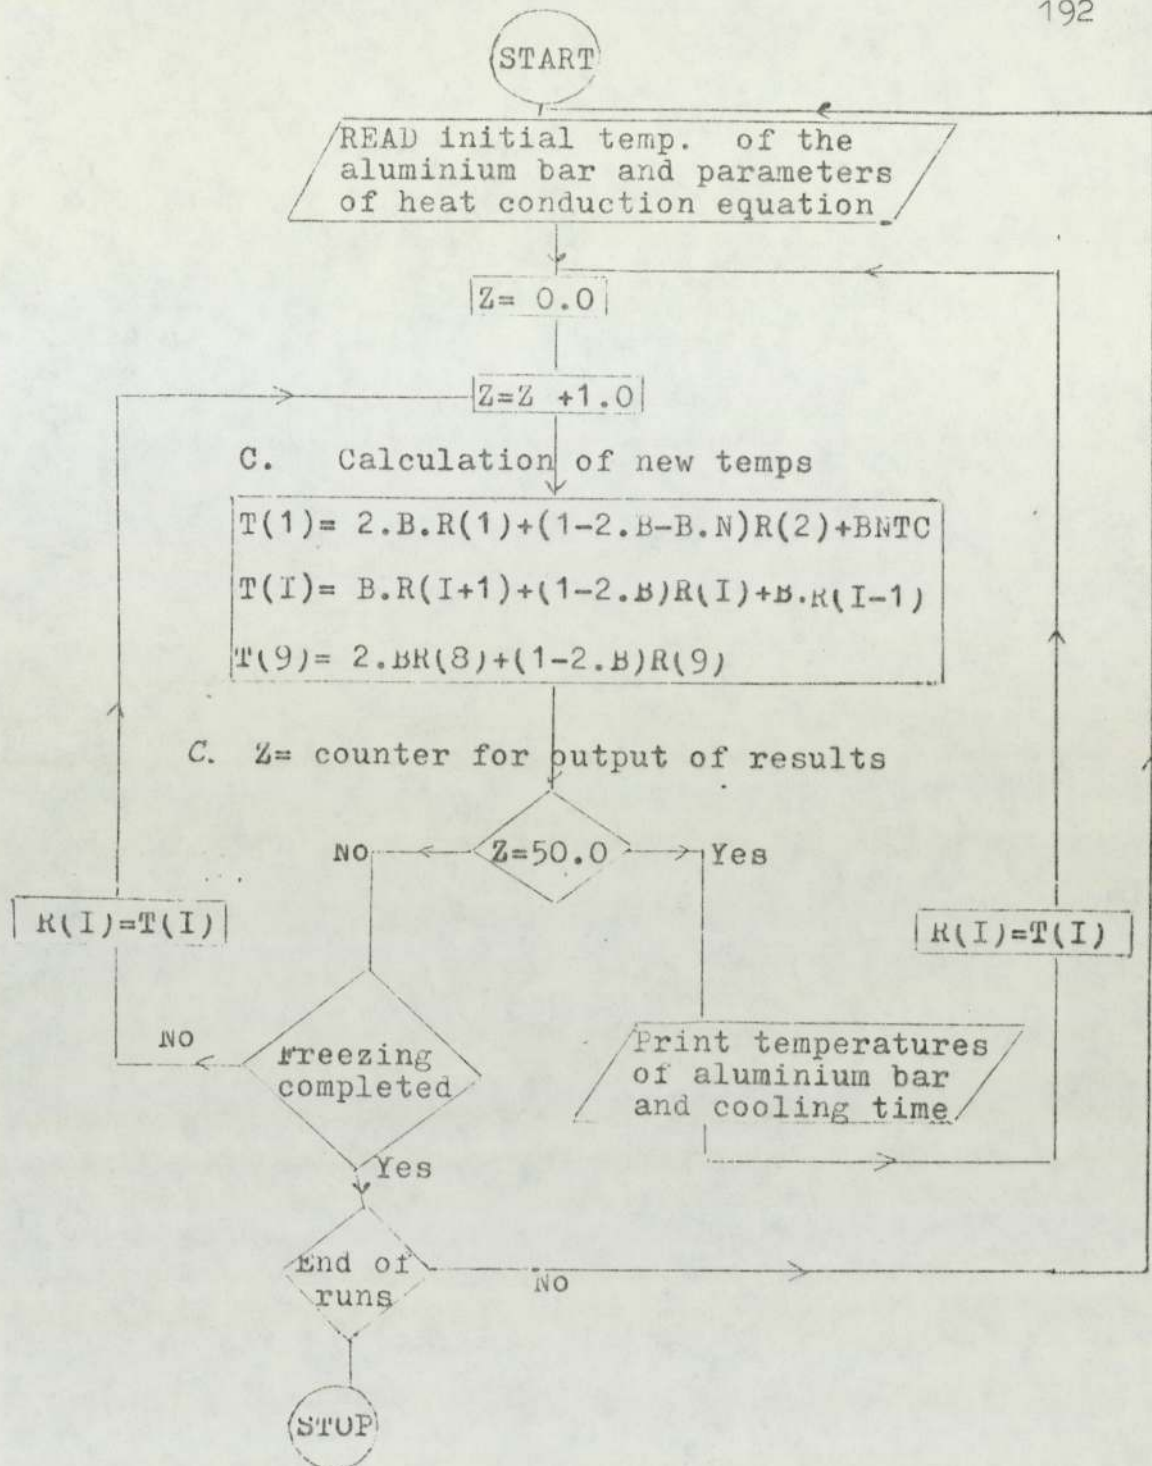 192
START
READ initial temp. of the
aluminium bar and parameters
of heat conduction equation
Z= 0.0
Z=Z +1.0
C. Calculation of new temps
T(1)= 2.B.R(1)+(1-2.B-B.N)R(2)+BNTC
T(I)= B.R(I+1)+(1-2.B)R(I)+B.R(I-1)
T(9)= 2.BR(8)+(1-2.B)R(9)
C. Z= counter for output of results
NO
Z=50.0
Yes
R(I)=T(I)
R(I)=T(I)
NO
Freezing
completed
Print temperatures
of aluminium bar
and cooling time
Yes
End of
runs
NO
STOP